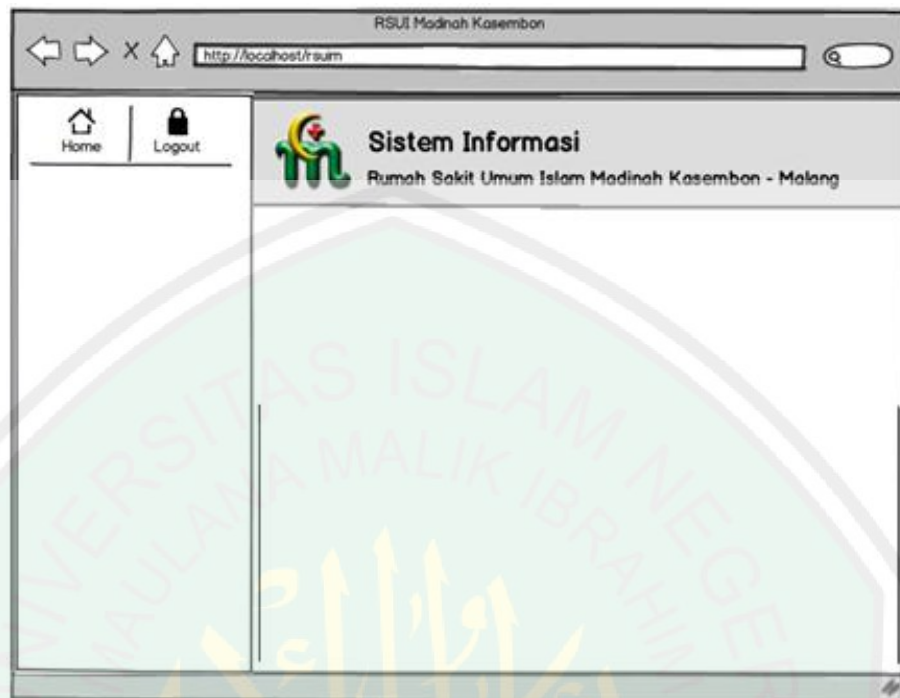 RSUI Madinah Kasembon
http://localhost/rsuim
Home
Logout
Sistem Informasi
Rumah Sakit Umum Islam Madinah Kasembon - Malang
UNIVERSITAS ISLAM NEGERI
MAULANA MALIK IBRAHIM